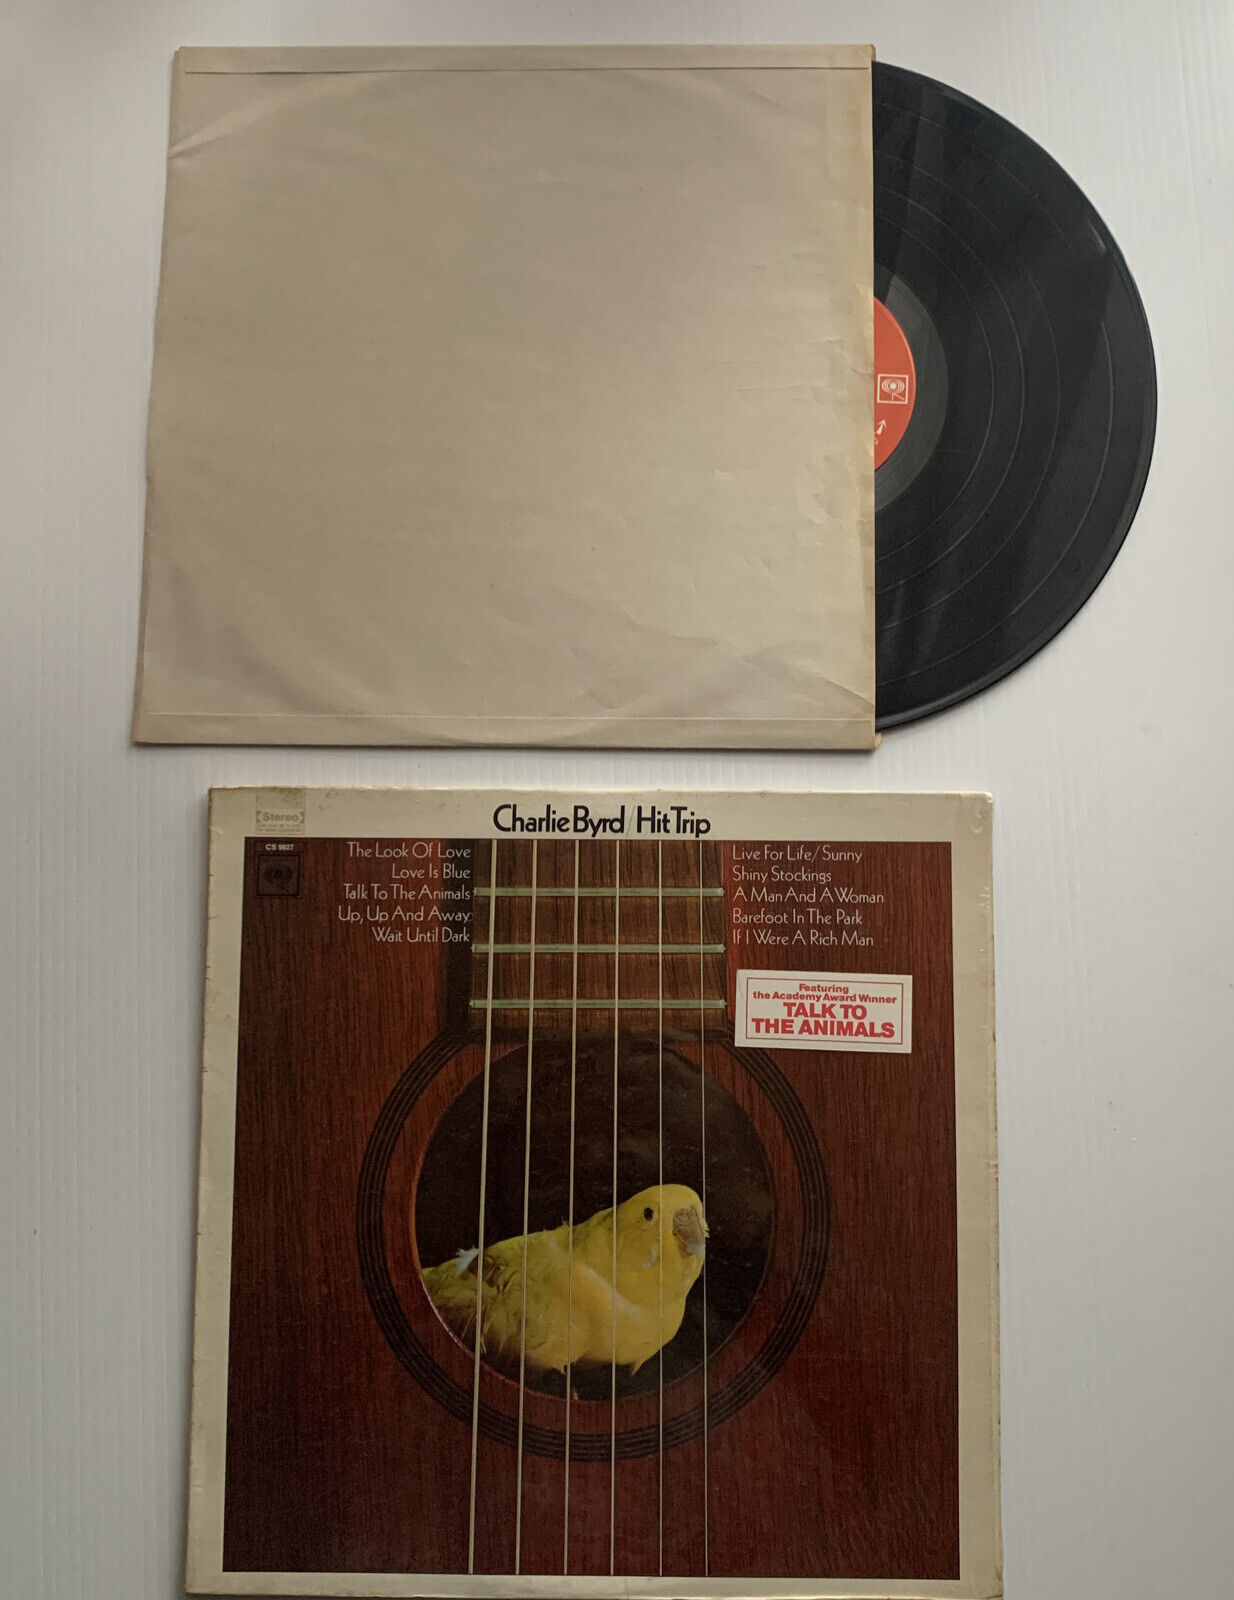 Stereo
Charlie Byrd/Hit Trip
CS 9627
The Look Of Love
Love Is Blue
Talk To The Animals
Up, Up And Away
Wait Until Dark
Live For Life/Sunny
Shiny Stockings
A Man And A Woman
Barefoot In The Park
If I Were A Rich Man
Featuring
the Academy Award Winner
TALK TO
THE ANIMALS